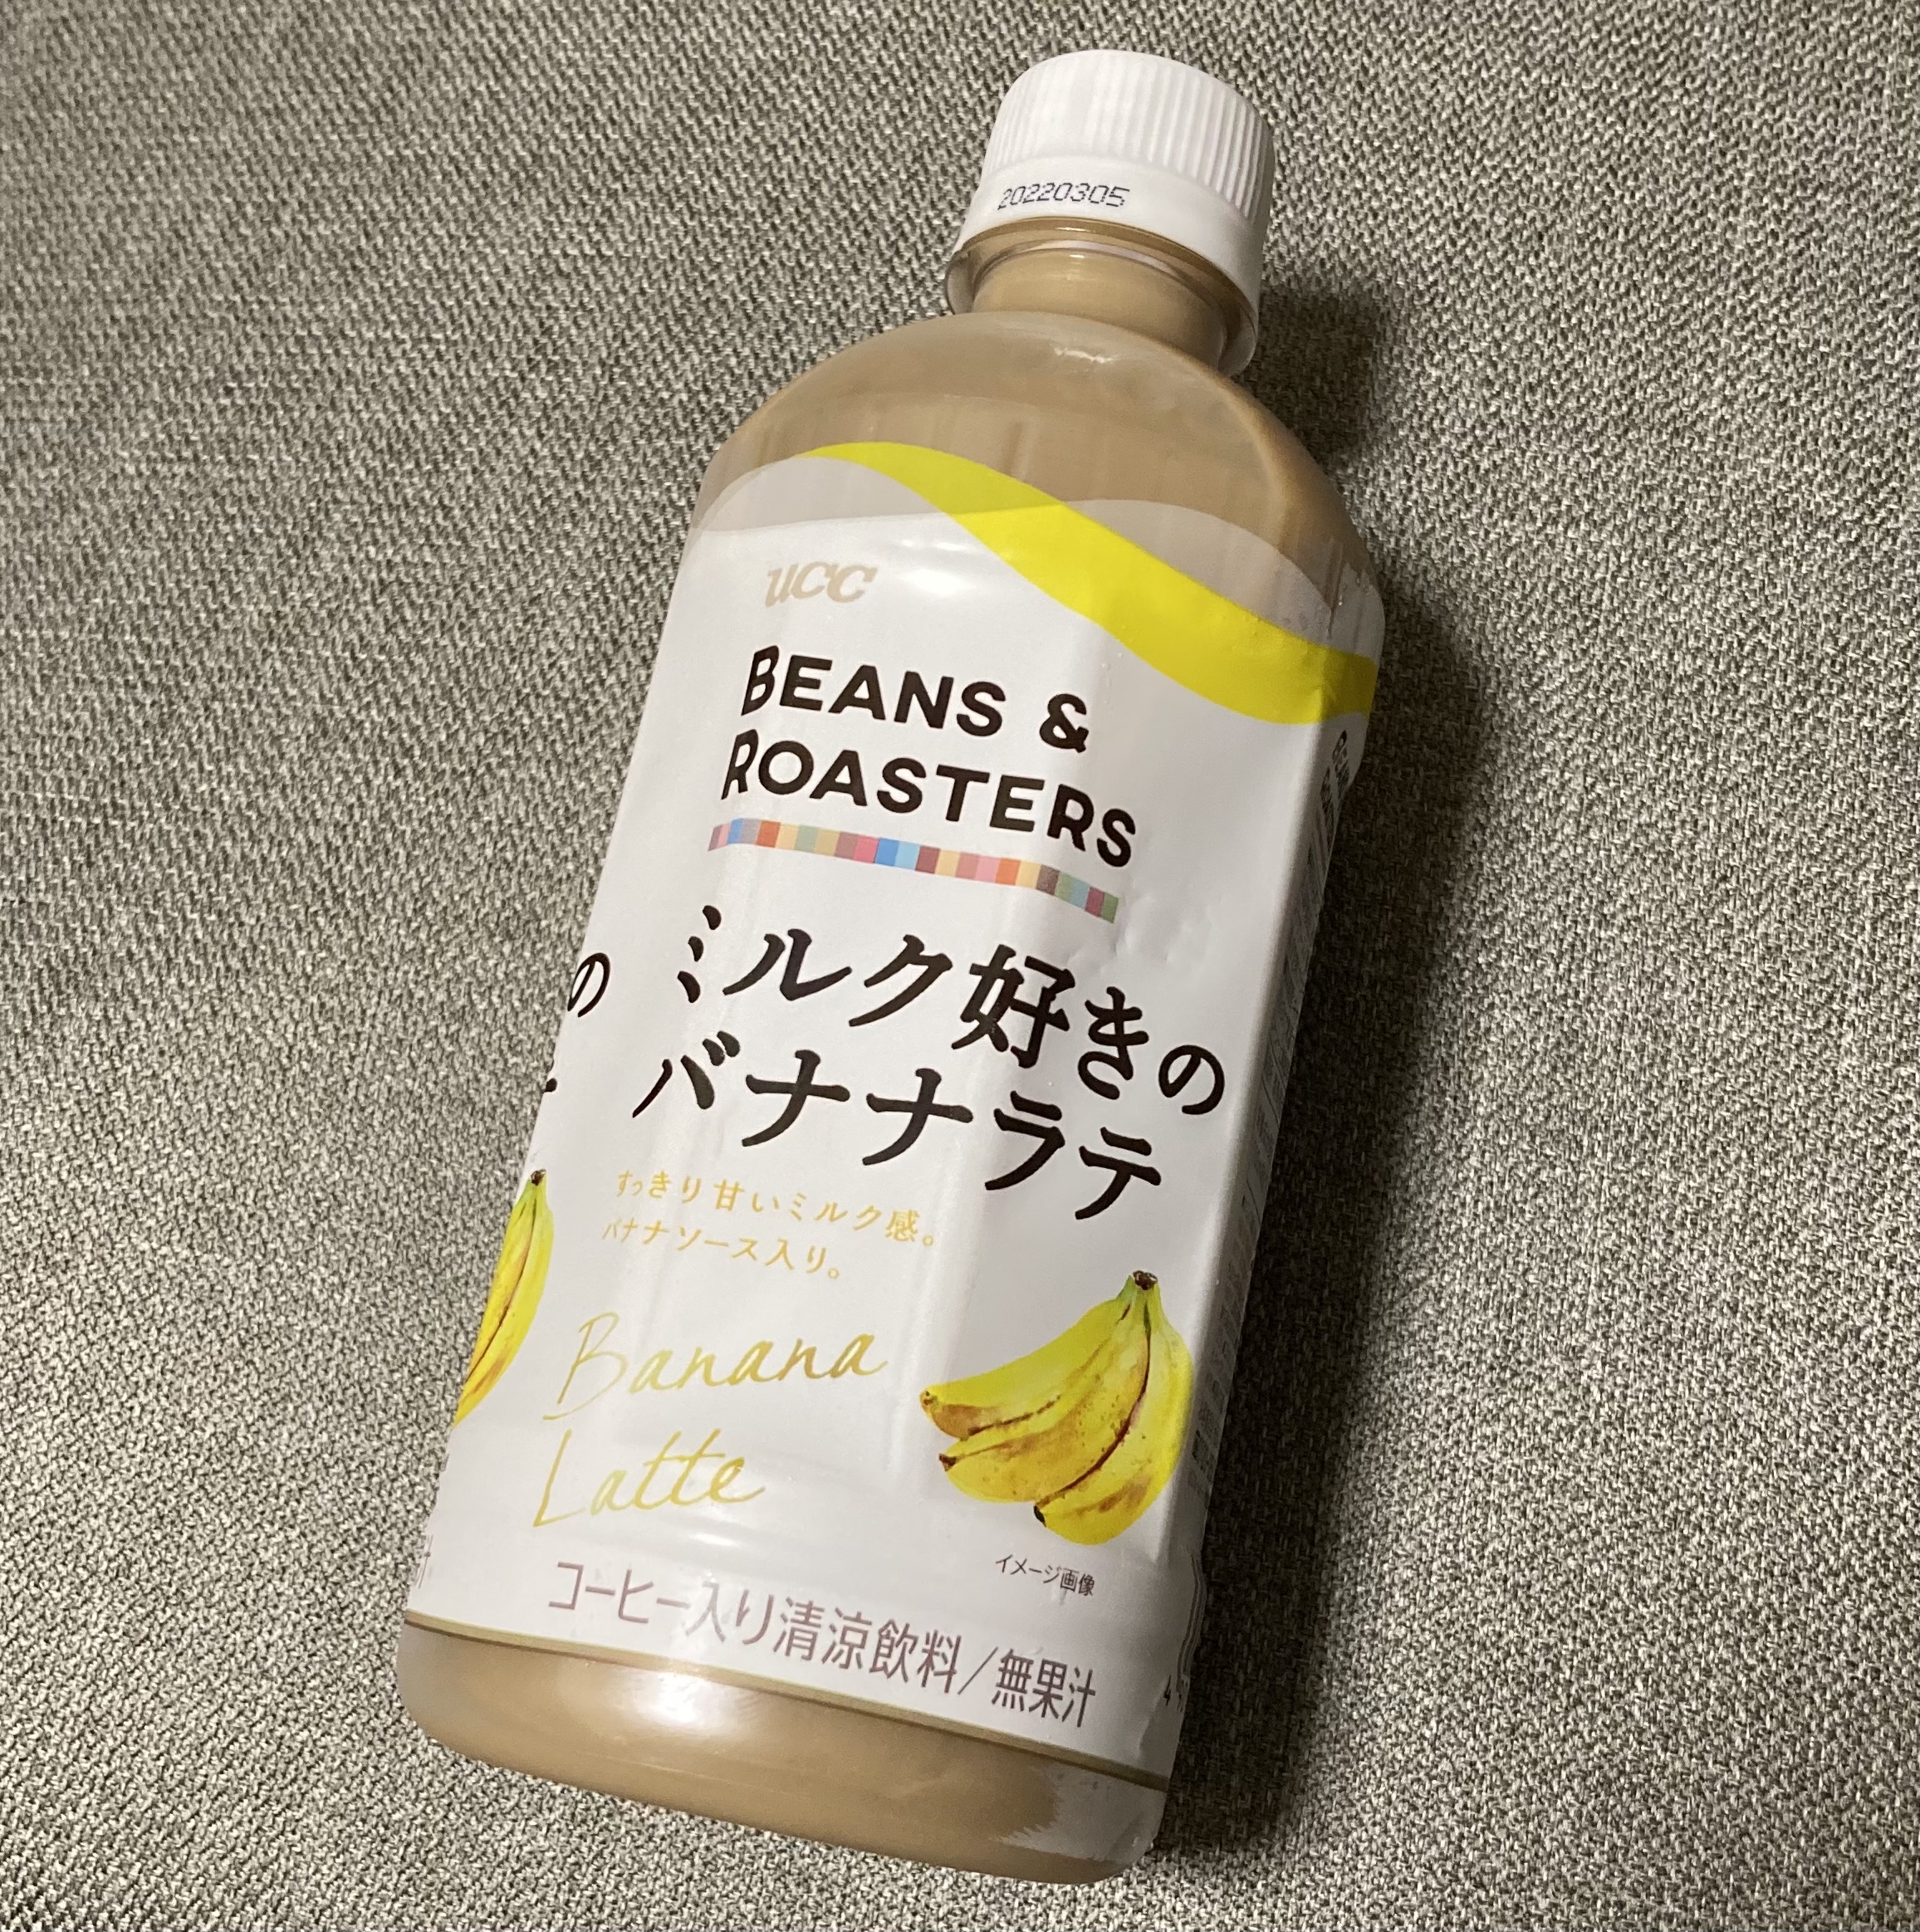 20220305
UCC
BEANS &
ROASTERS
ミルク好きの
バナナラテ
すっきり甘いミルク感。
バナナソース入り。
Banana
Latte
イメージ画像
コーヒー入り清涼飲料/無果汁
の
汁